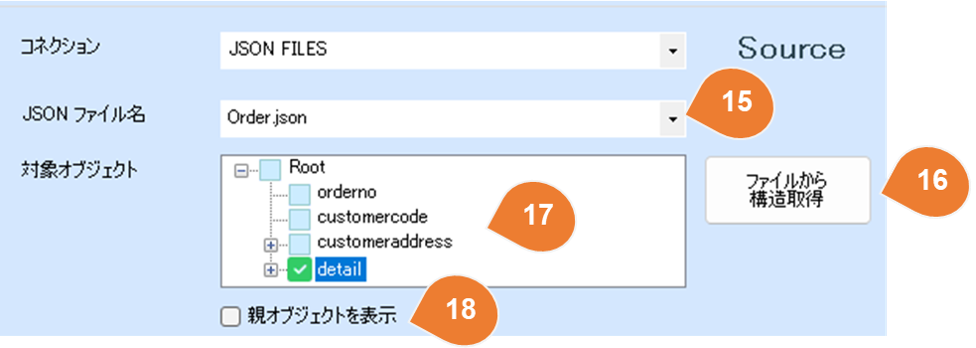 コネクション
JSON FILES
Source
JSON ファイル名
Order.json
15
対象オブジェクト
Root
orderno
customercode
customeraddress
detail
17
ファイルから
構造取得
16
親オブジェクトを表示
18